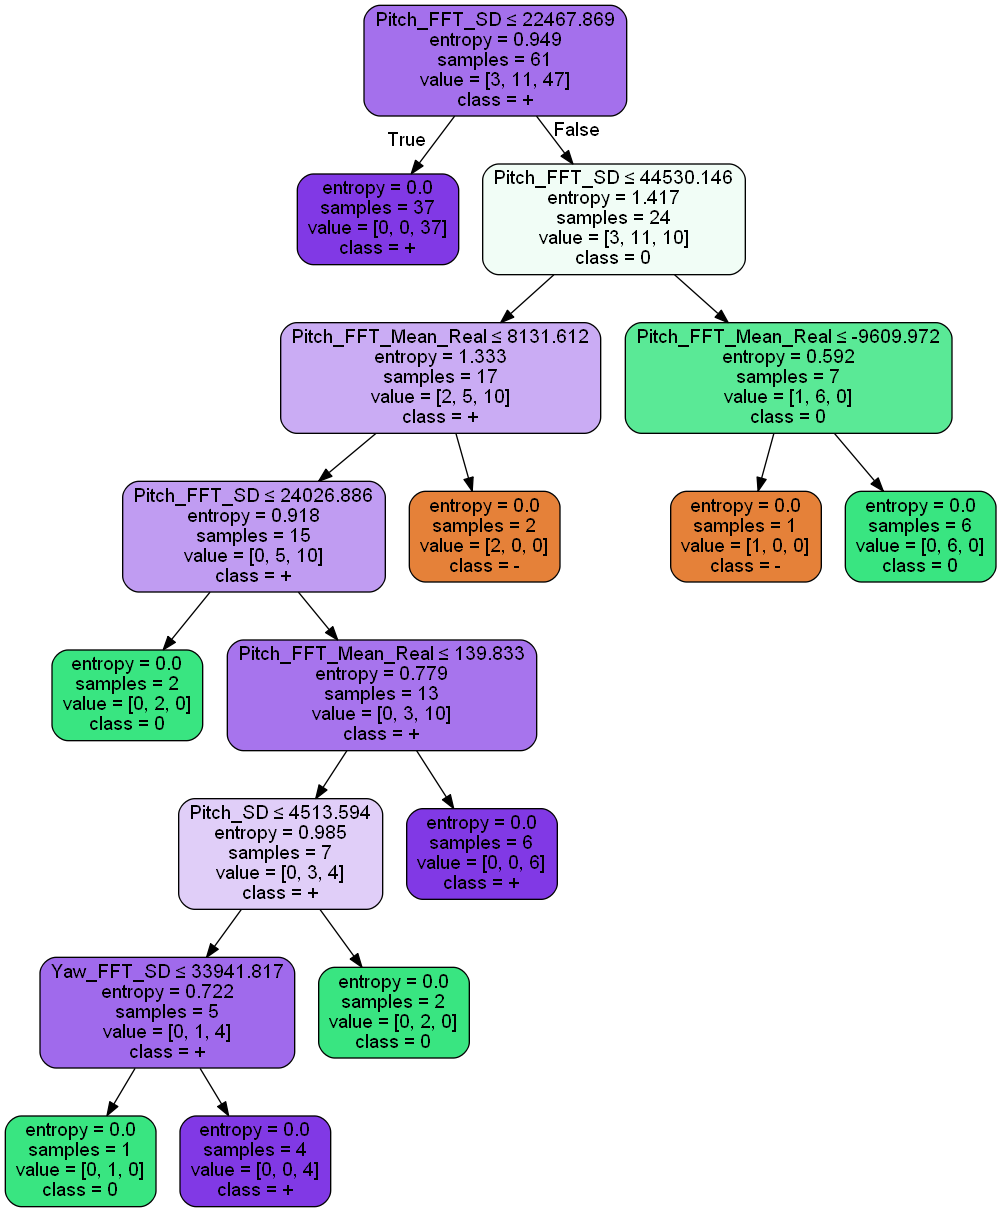 Pitch_FFT_SD ≤ 22467.869
entropy = 0.949
samples = 61
value = [3, 11, 47]
class = +
True
False
entropy = 0.0
samples = 37
value = [0, 0, 37]
class = +
Pitch_FFT_SD ≤ 44530.146
entropy = 1.417
samples = 24
value = [3, 11, 10]
class = 0
Pitch_FFT_Mean_Real ≤ 8131.612
entropy = 1.333
samples = 17
value = [2, 5, 10]
class = +
Pitch_FFT_Mean_Real ≤ -9609.972
entropy = 0.592
samples = 7
value = [1, 6, 0]
class = 0
Pitch_FFT_SD ≤ 24026.886
entropy = 0.918
samples = 15
value = [0, 5, 10]
class = +
entropy = 0.0
samples = 2
value = [2, 0, 0]
class = -
entropy = 0.0
samples = 1
value = [1, 0, 0]
class = -
entropy = 0.0
samples = 6
value = [0, 6, 0]
class = 0
entropy = 0.0
samples = 2
value = [0, 2, 0]
class = 0
Pitch_FFT_Mean_Real ≤ 139.833
entropy = 0.779
samples = 13
value = [0, 3, 10]
class = +
Pitch_SD ≤ 4513.594
entropy = 0.985
samples = 7
value = [0, 3, 4]
class = +
entropy = 0.0
samples = 6
value = [0, 0, 6]
class = +
Yaw_FFT_SD ≤ 33941.817
entropy = 0.722
samples = 5
value = [0, 1, 4]
class = +
entropy = 0.0
samples = 2
value = [0, 2, 0]
class = 0
entropy = 0.0
samples = 1
value = [0, 1, 0]
class = 0
entropy = 0.0
samples = 4
value = [0, 0, 4]
class = +